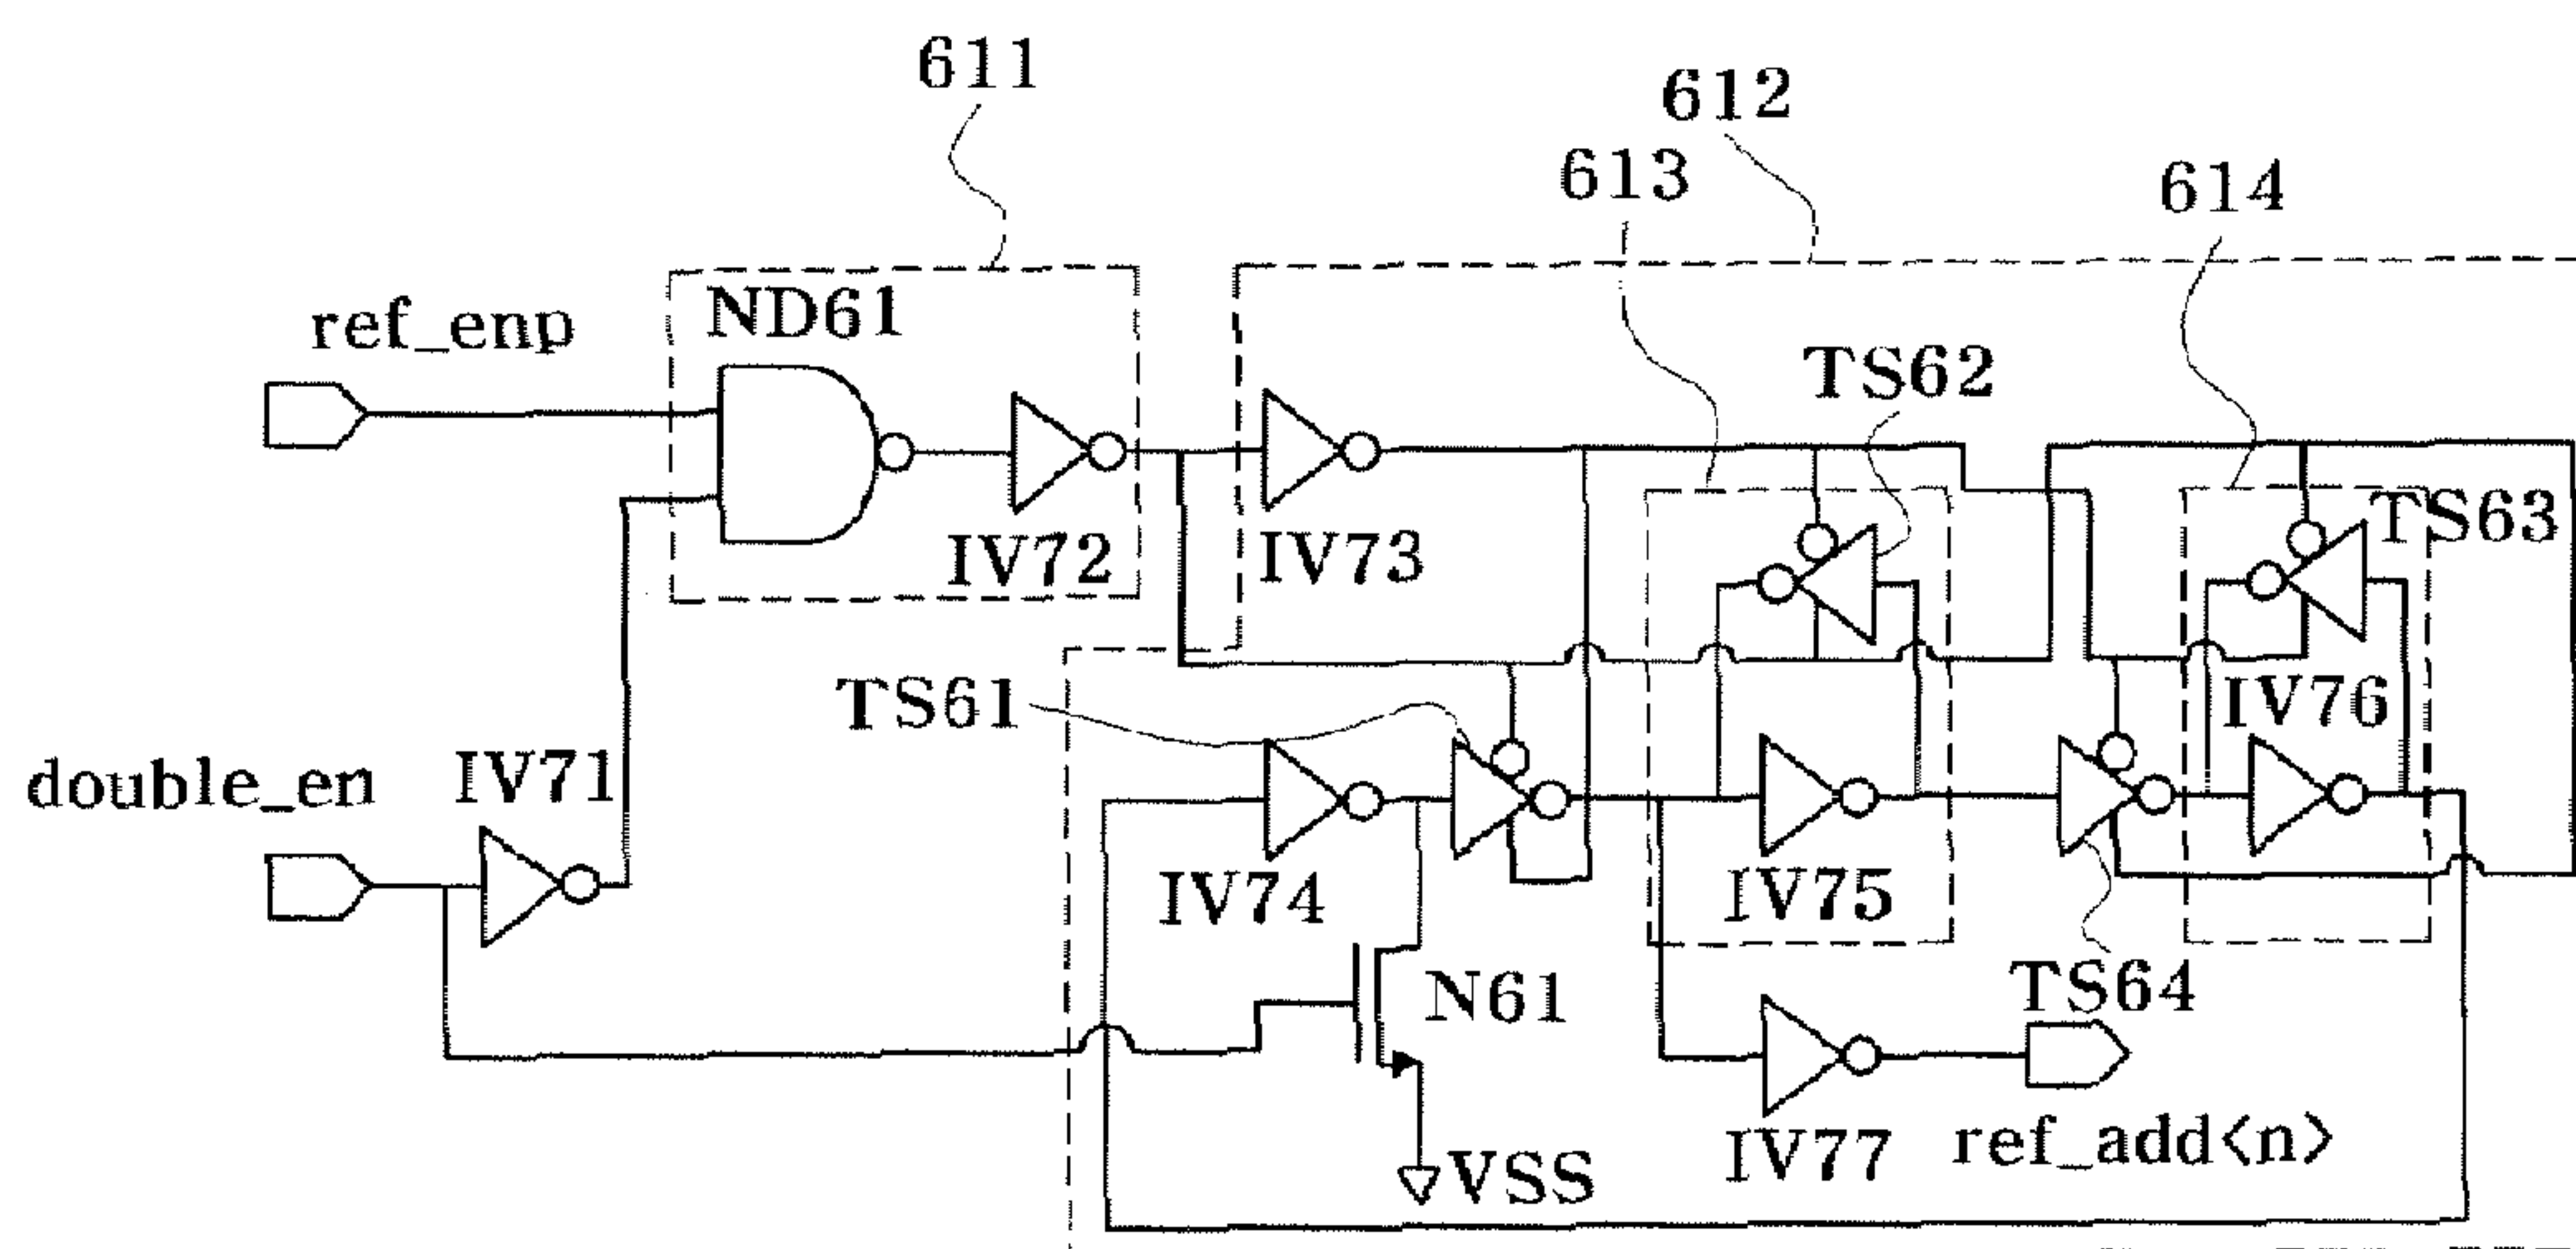 611
612
613
614
ref_enp
ND61
TS62
TS63
IV72
IV73
TS61
IV76
double_en
IV71
IV74
IV75
N61
TS64
IV77
ref_add<n>
VSS